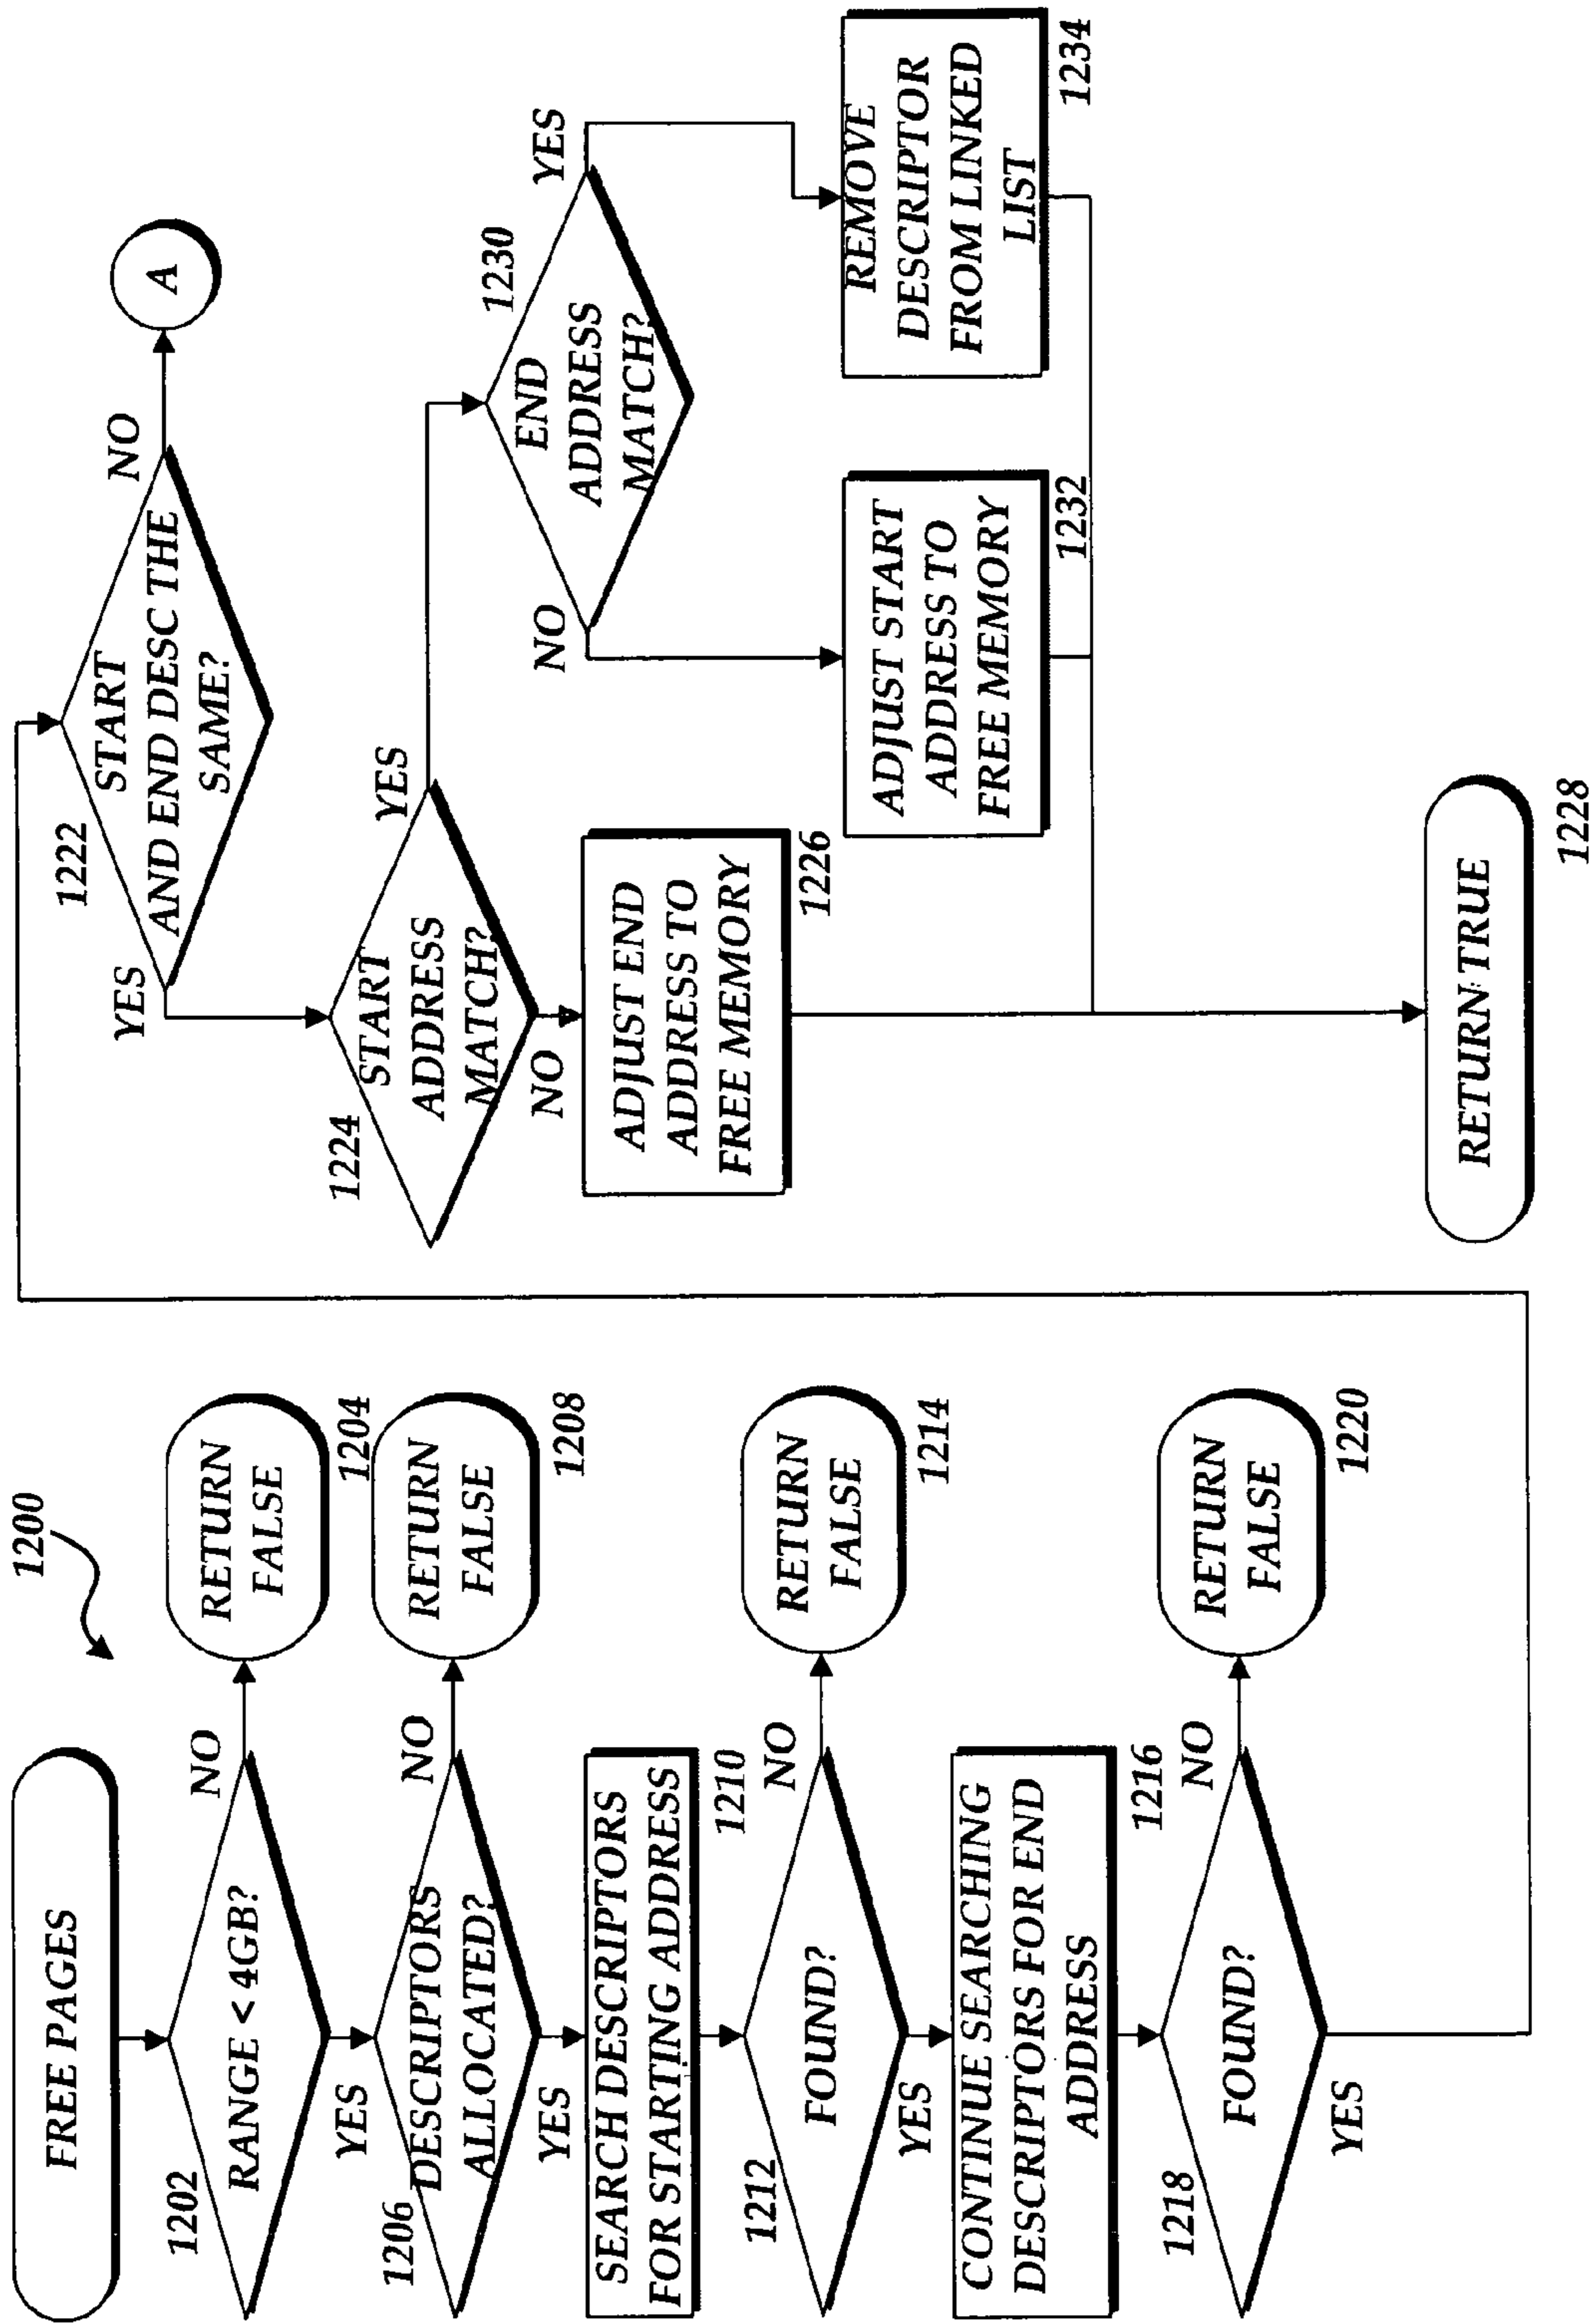 1200
FREE PAGES
1202
RANGE < 4GB?
NO
RETURN
FALSE
1204
YES
1206
DESCRIPTORS
ALLOCATED?
NO
RETURN
FALSE
1208
YES
SEARCH DESCRIPTORS
FOR STARTING ADDRESS
1210
1212
FOUND?
NO
RETURN
FALSE
1214
YES
CONTINUE SEARCHING
DESCRIPTORS FOR END
ADDRESS
1216
1218
FOUND?
NO
RETURN
FALSE
1220
YES
1222
START
AND END DESC THE
SAME?
NO
A
YES
1224
START
ADDRESS
MATCH?
YES
NO
ADJUST END
ADDRESS TO
FREE MEMORY
1226
1230
END
ADDRESS
MATCH?
YES
NO
ADJUST START
ADDRESS TO
FREE MEMORY
1232
REMOVE
DESCRIPTOR
FROM LINKED
LIST
1234
RETURN TRUE
1228